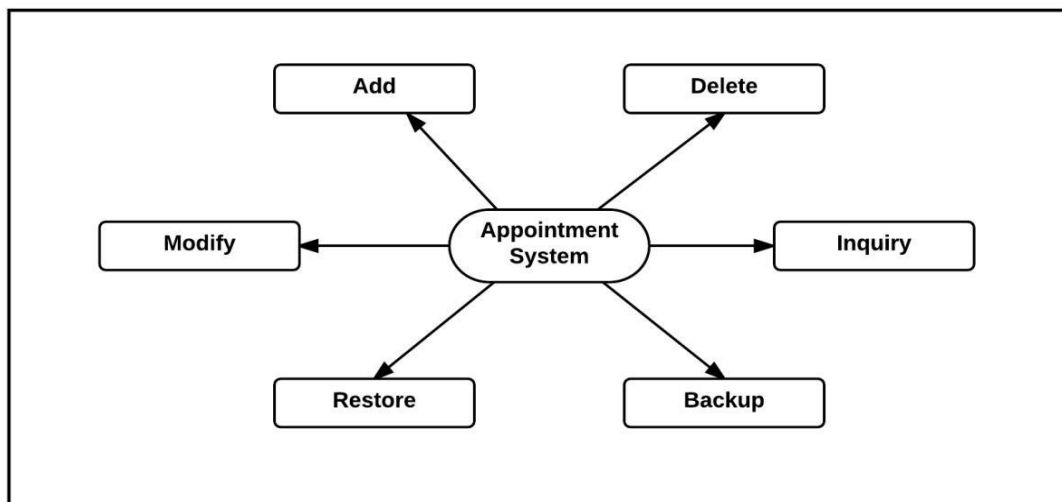 Add
Delete
Appointment
System
Modify
Inquiry
Restore
Backup